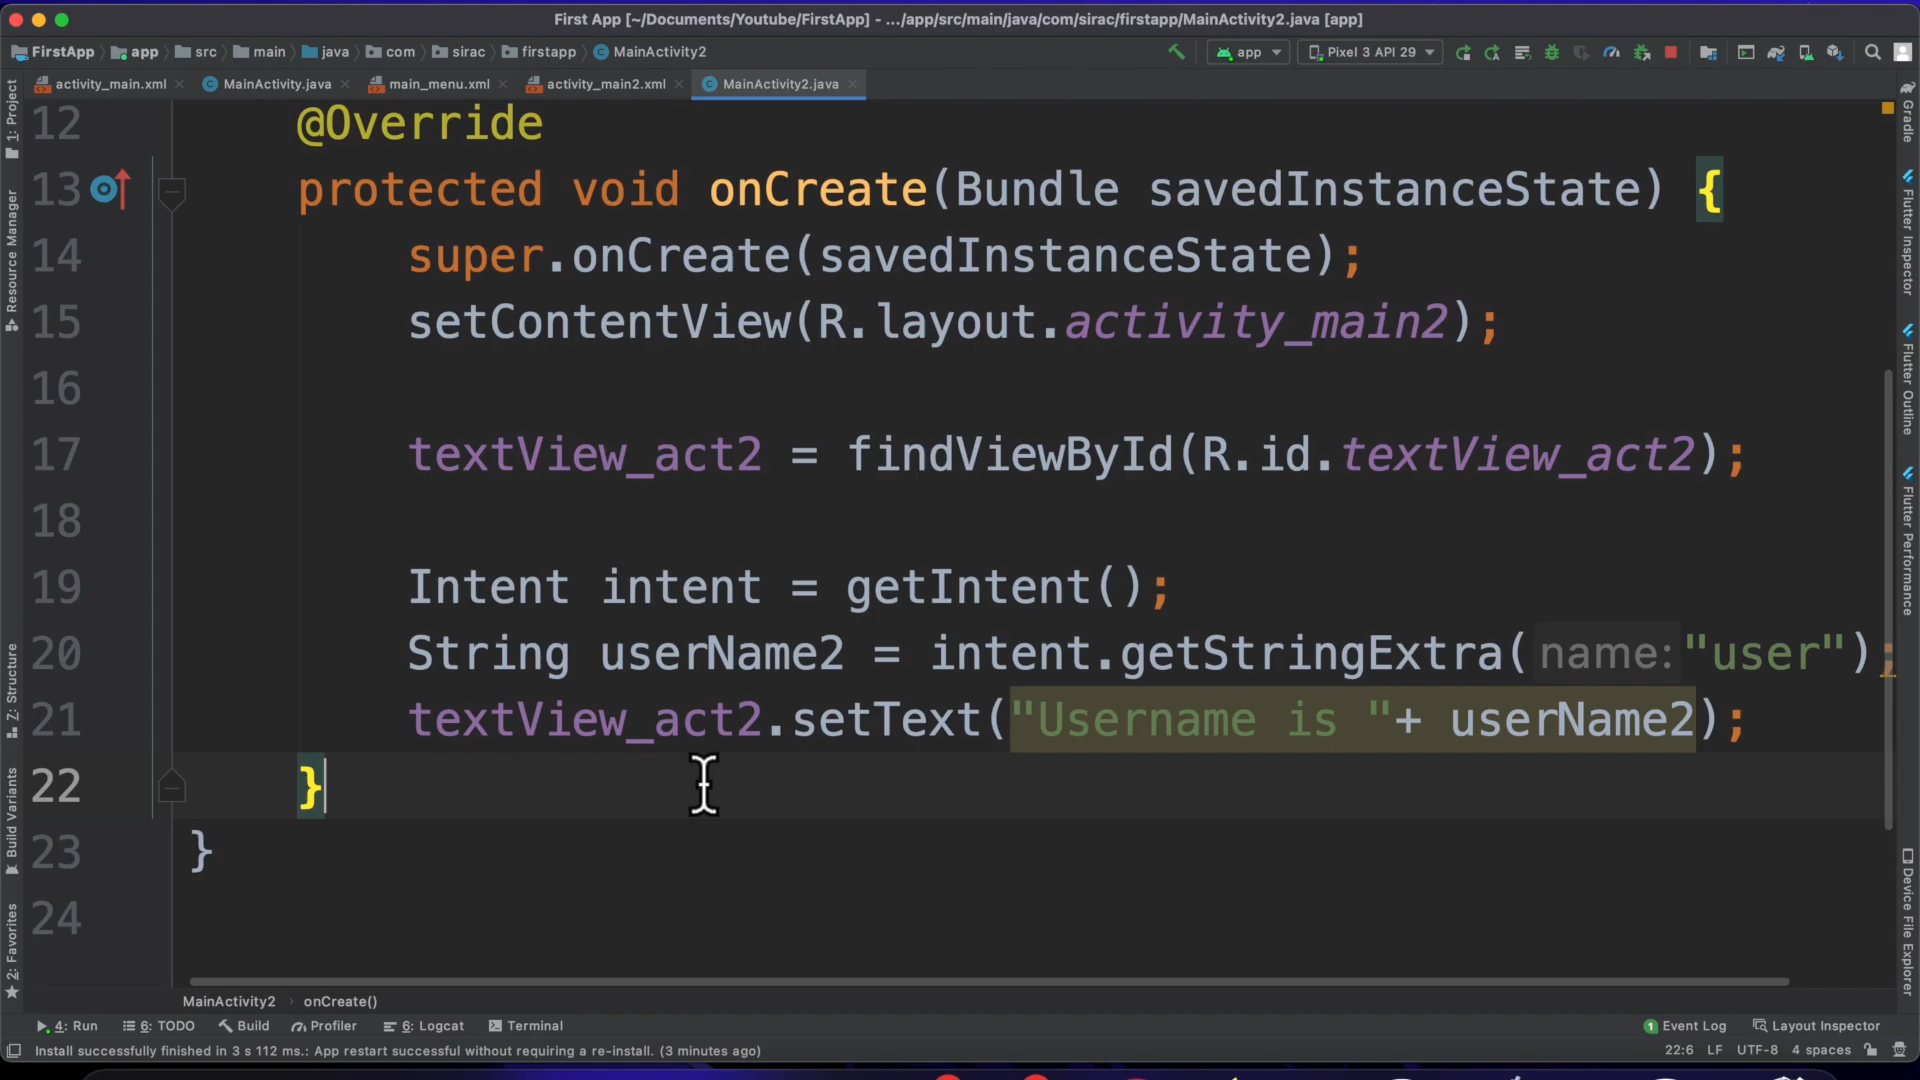 First App [~/Documents/Youtube/FirstApp] - .../app/src/main/java/com/sirac/firstapp/MainActivity2.java [app]
FirstApp app src main java com sirac firstapp MainActivity2 app Pixel 3 API 29
activity_main.xml MainActivity.java main_menu.xml activity_main2.xml MainActivity2.java
1: Project
Resource Manager
Z: Structure
Build Variants
2: Favorites
12 @Override
13 protected void onCreate(Bundle savedInstanceState) {
14 super.onCreate(savedInstanceState);
15 setContentView(R.layout.activity_main2);
16
17 textView_act2 = findViewById(R.id.textView_act2);
18
19 Intent intent = getIntent();
20 String userName2 = intent.getStringExtra( name: "user");
21 textView_act2.setText("Username is "+ userName2);
22 }
23 }
24
Gradle
Flutter Inspector
Flutter Outline
Flutter Performance
Device File Explorer
MainActivity2 › onCreate()
4: Run 6: TODO Build Profiler 6: Logcat Terminal 1 Event Log Layout Inspector
Install successfully finished in 3 s 112 ms.: App restart successful without requiring a re-install. (3 minutes ago) 22:6 LF UTF-8 4 spaces